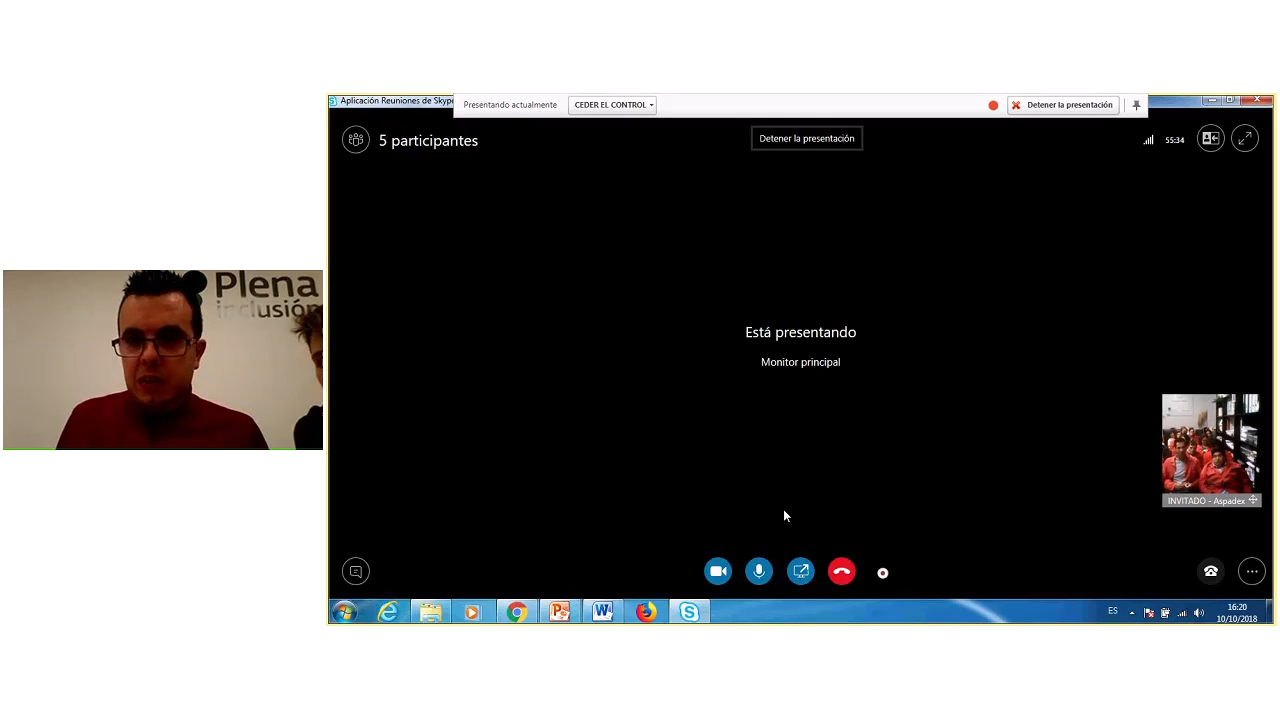 Plena
inclusión
Aplicación Reuniones de Skype
Presentando actualmente
CEDER EL CONTROL
Detener la presentación
5 participantes
Detener la presentación
55:34
Está presentando
Monitor principal
INVITADO - Aspadex
ES
16:20
10/10/2018